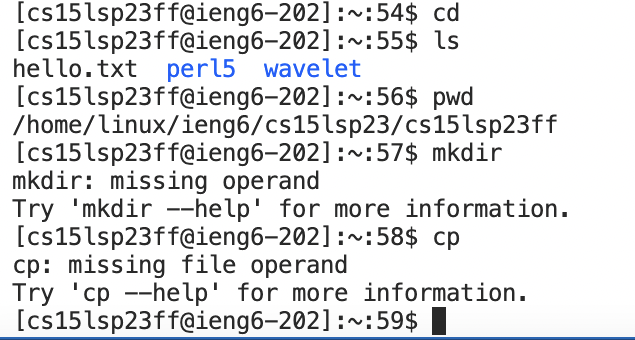 [cs15lsp23ff@ieng6-202]:~:54$ cd
[cs15lsp23ff@ieng6-202]:~:55$ ls
hello.txt  perl5  wavelet
[cs15lsp23ff@ieng6-202]:~:56$ pwd
/home/linux/ieng6/cs15lsp23/cs15lsp23ff
[cs15lsp23ff@ieng6-202]:~:57$ mkdir
mkdir: missing operand
Try 'mkdir --help' for more information.
[cs15lsp23ff@ieng6-202]:~:58$ cp
cp: missing file operand
Try 'cp --help' for more information.
[cs15lsp23ff@ieng6-202]:~:59$